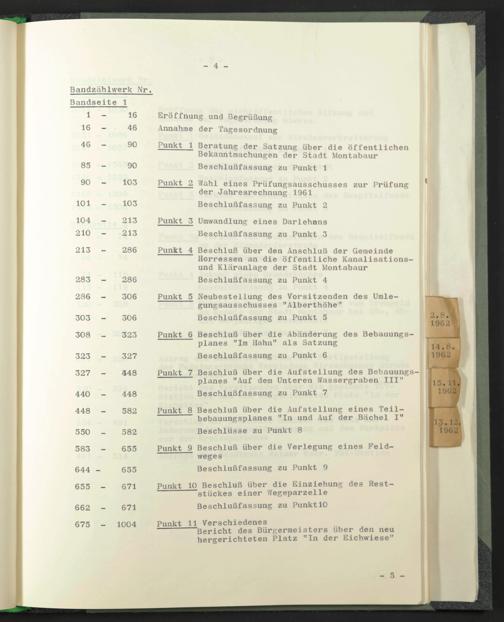 - 4 -
Bandzählwerk Nr.
Bandseite 1
1 - 16 Eröffnung und Begrüßung
16 - 46 Annahme der Tagesordnung
46 - 90 Punkt 1 Beratung der Satzung über die öffentlichen
Bekanntmachungen der Stadt Montabaur
85 - 90 Beschlußfassung zu Punkt 1
90 - 103 Punkt 2 Wahl eines Prüfungsausschusses zur Prüfung
der Jahresrechnung 1961
101 - 103 Beschlußfassung zu Punkt 2
104 - 213 Punkt 3 Umwandlung eines Darlehns
210 - 213 Beschlußfassung zu Punkt 3
213 - 286 Punkt 4 Beschluß über den Anschluß der Gemeinde
Horressen an die öffentliche Kanalisations-
und Kläranlage der Stadt Montabaur
283 - 286 Beschlußfassung zu Punkt 4
286 - 306 Punkt 5 Neubestellung des Vorsitzenden des Umle-
gungsausschusses "Alberthöhe"
303 - 306 Beschlußfassung zu Punkt 5
308 - 323 Punkt 6 Beschluß über die Abänderung des Bebauungs-
planes "Im Hahn" als Satzung
323 - 327 Beschlußfassung zu Punkt 6
327 - 448 Punkt 7 Beschluß über die Aufstellung des Bebauungs-
planes "Auf dem Unteren Wassergraben III"
440 - 448 Beschlußfassung zu Punkt 7
448 - 582 Punkt 8 Beschluß über die Aufstellung eines Teil-
bebauungsplanes "In und Auf der Büchel I"
550 - 582 Beschlüsse zu Punkt 8
583 - 655 Punkt 9 Beschluß über die Verlegung eines Feld-
weges
644 - 655 Beschlußfassung zu Punkt 9
655 - 671 Punkt 10 Beschluß über die Einziehung des Rest-
stückes einer Wegeparzelle
662 - 671 Beschlußfassung zu Punkt10
675 - 1004 Punkt 11 Verschiedenes
Bericht des Bürgermeisters über den neu
hergerichteten Platz "In der Eichwiese"
- 5 -
2.8.
1962
14.8.
1962
15.11.
1962
13.12.
1962